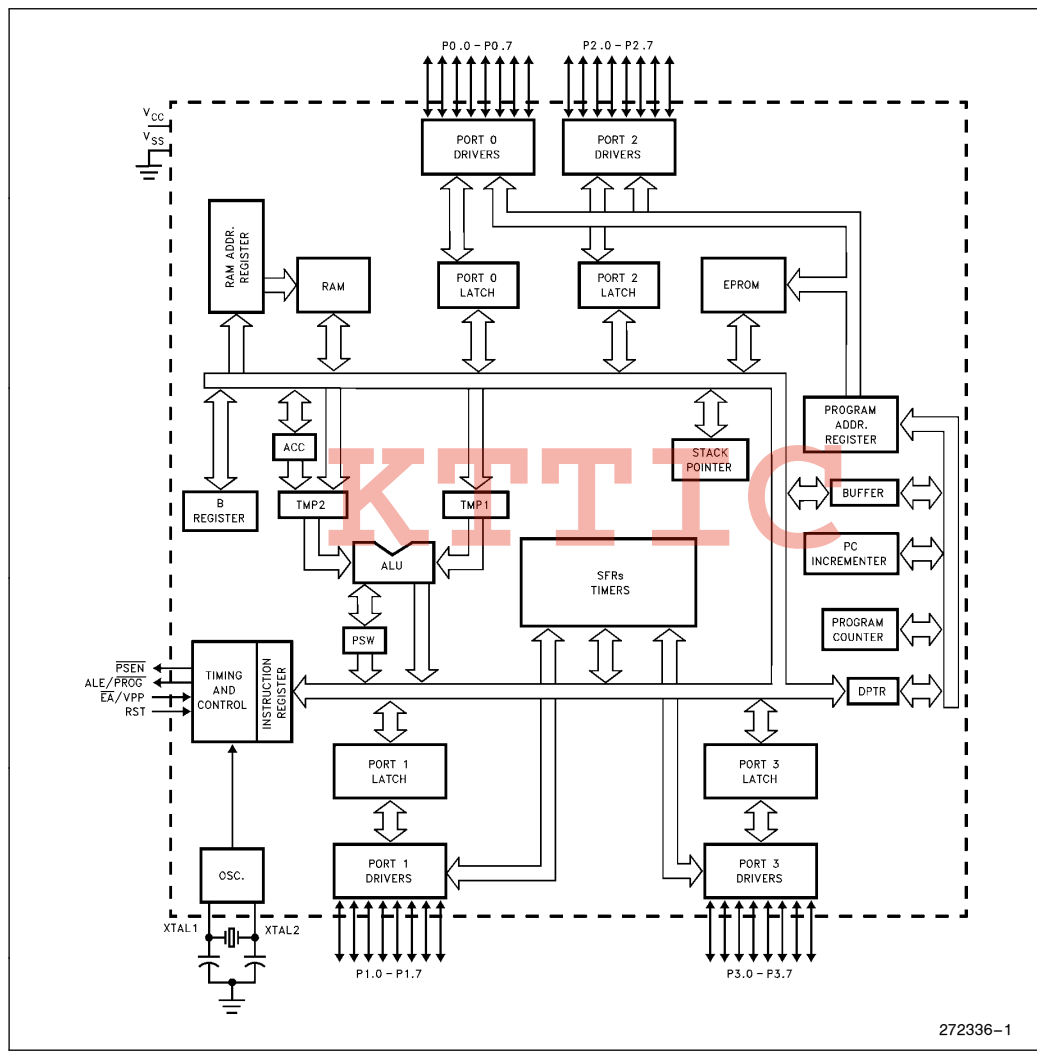 P0.0-P0.7
P2.0-P2.7
VCC
VSS
PORT 0
DRIVERS
PORT 2
DRIVERS
RAM ADDR.
REGISTER
RAM
PORT 0
LATCH
PORT 2
LATCH
EPROM
PROGRAM
ADDR.
REGISTER
ACC
STACK
POINTER
B
REGISTER
TMP2
TMP1
BUFFER
KTTIC
ALU
SFRs
TIMERS
PC
INCREMENTER
PSW
PROGRAM
COUNTER
PSEN
ALE/PROG
EA/VPP
RST
TIMING
AND
CONTROL
INSTRUCTION
REGISTER
DPTR
PORT 1
LATCH
PORT 3
LATCH
OSC.
PORT 1
DRIVERS
PORT 3
DRIVERS
XTAL1
XTAL2
P1.0-P1.7
P3.0-P3.7
272336-1